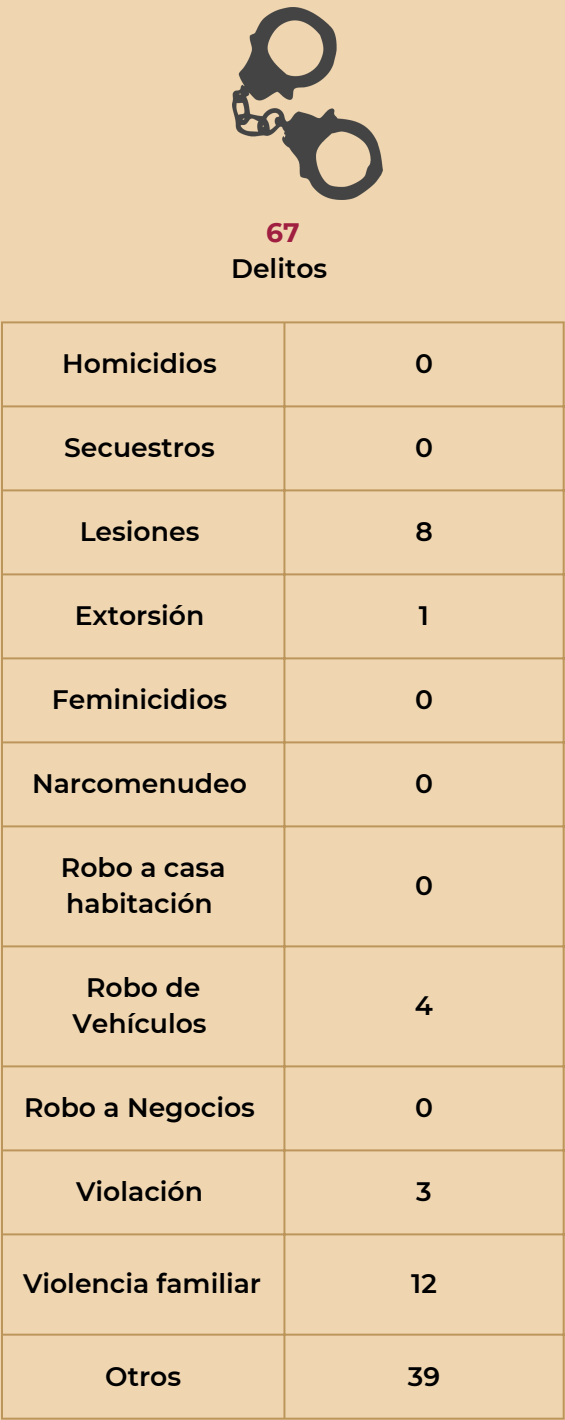 67
Delitos
Homicidios 0
Secuestros 0
Lesiones 8
Extorsión 1
Feminicidios 0
Narcomenudeo 0
Robo a casa
habitación 0
Robo de
Vehículos 4
Robo a Negocios 0
Violación 3
Violencia familiar 12
Otros 39